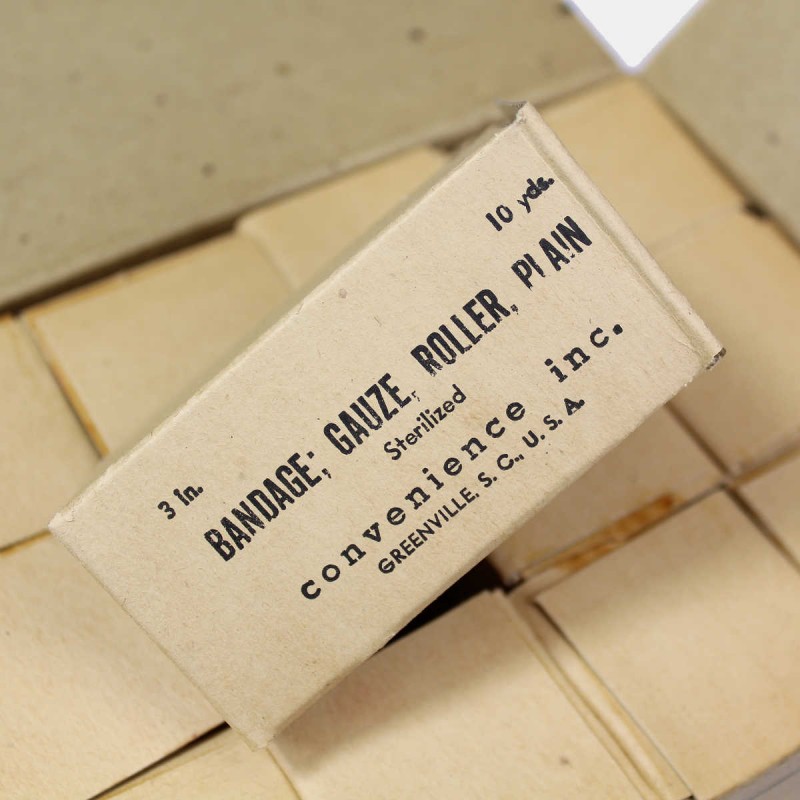 3 in.
10 yds.
BANDAGE; GAUZE, ROLLER, PLAIN
Sterilized
convenience inc.
GREENVILLE, S. C., U. S. A.